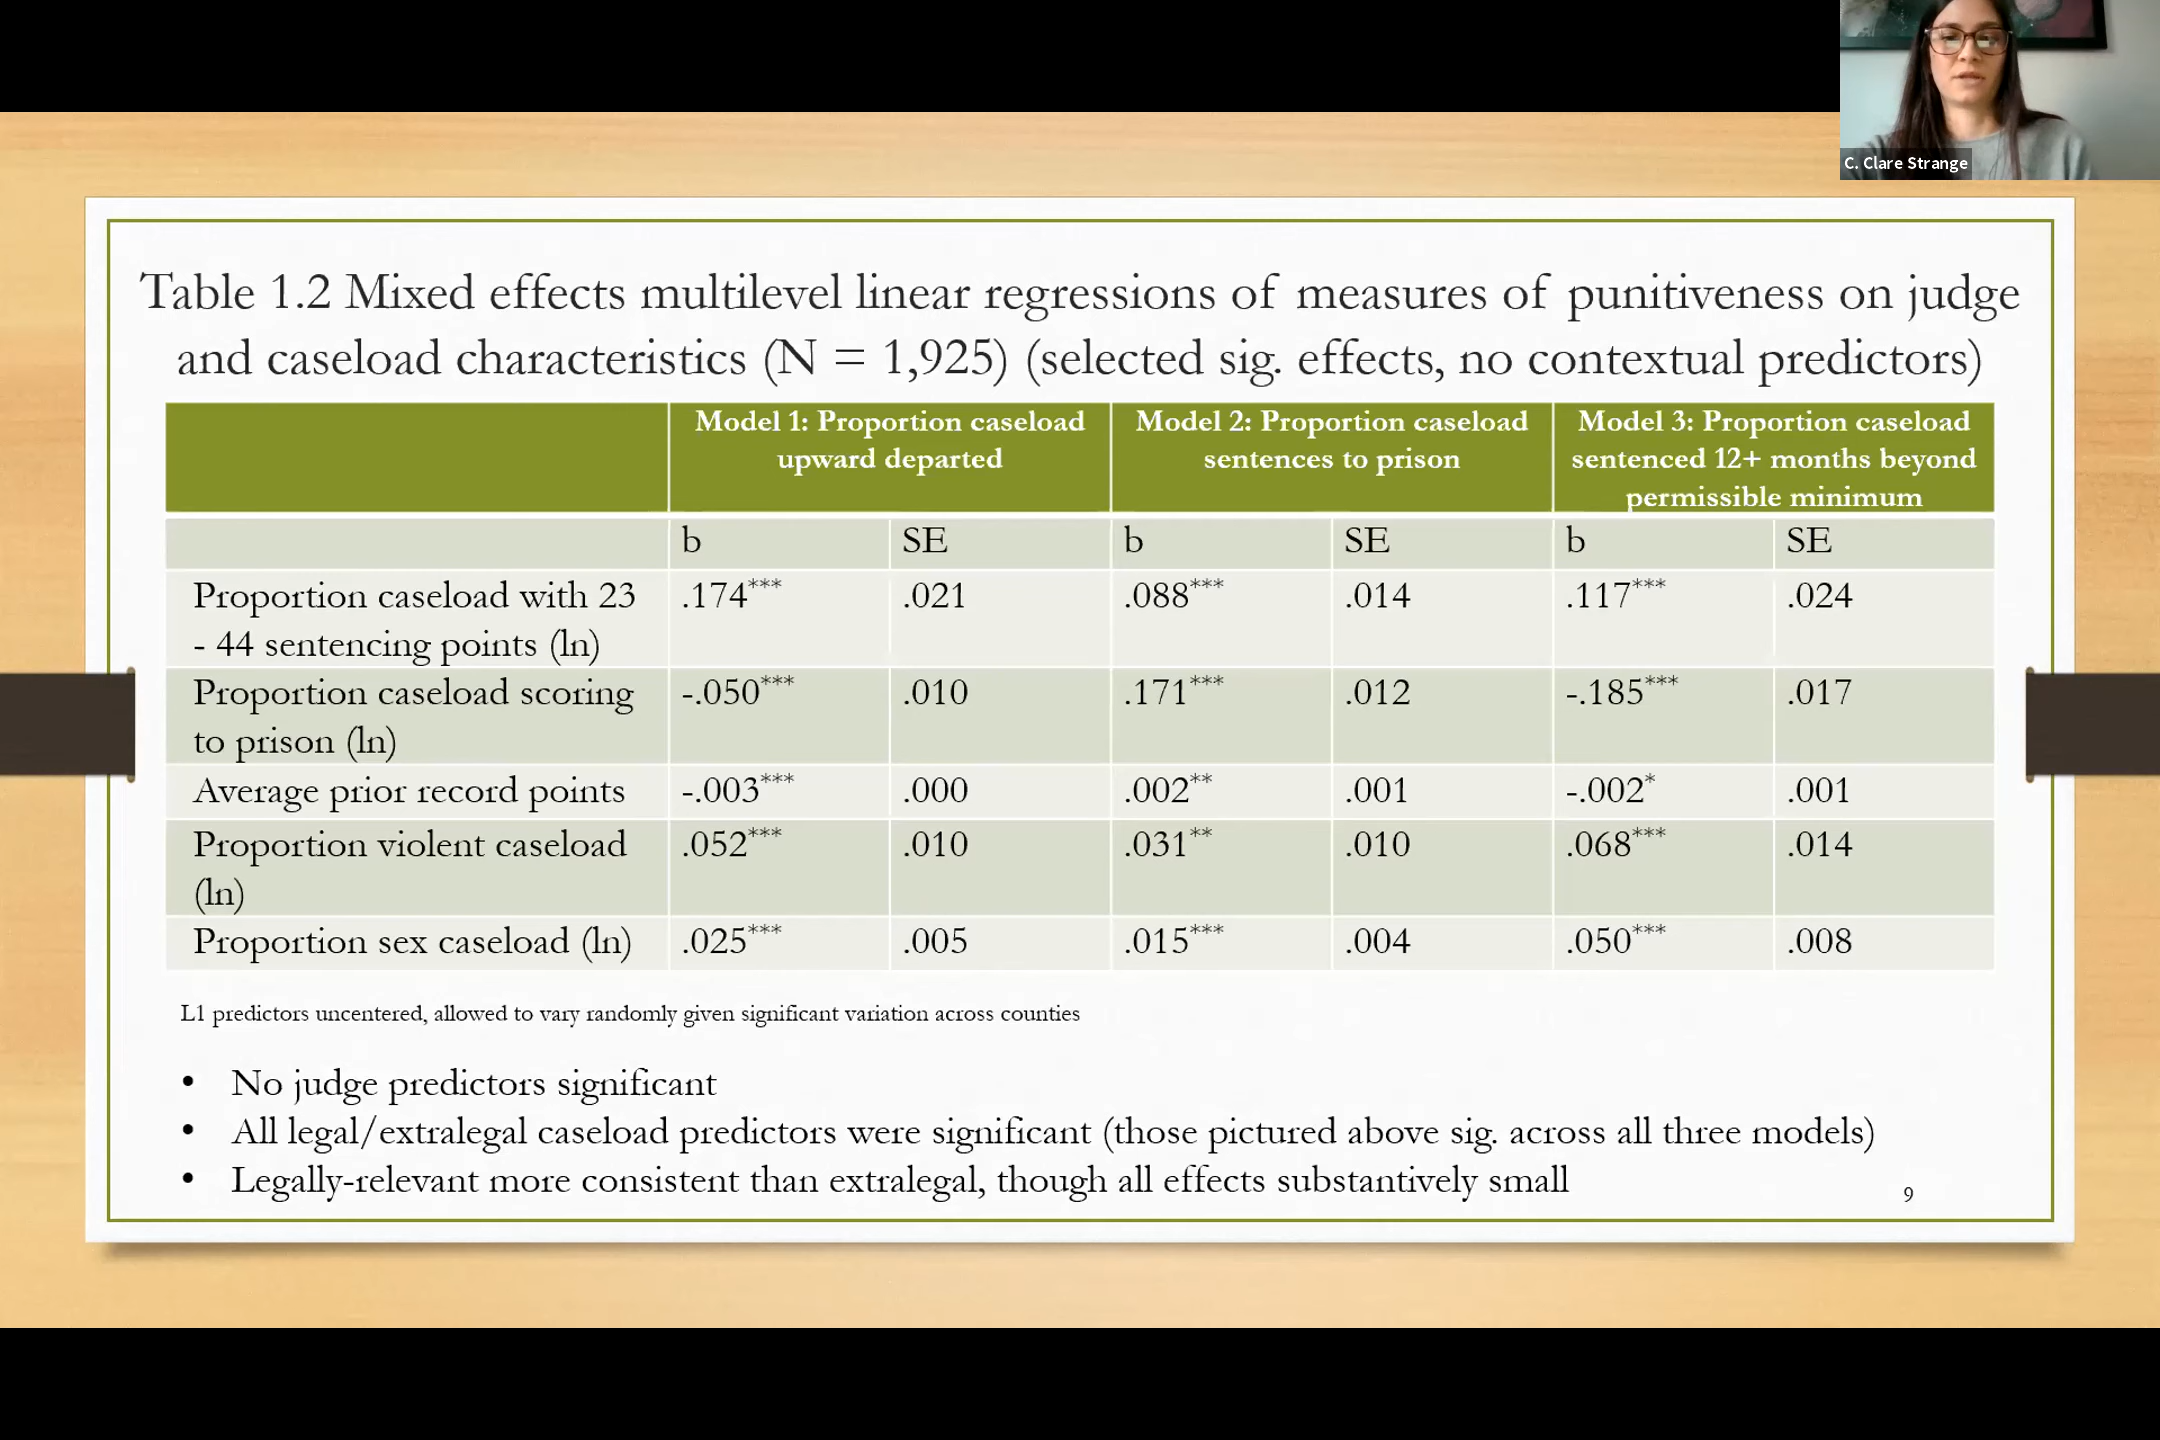 C. Clare Strange
Table 1.2 Mixed effects multilevel linear regressions of measures of punitiveness on judge
and caseload characteristics (N = 1,925) (selected sig. effects, no contextual predictors)
Model 1: Proportion caseload
upward departed
Model 2: Proportion caseload
sentences to prison
Model 3: Proportion caseload
sentenced 12+ months beyond
permissible minimum
b SE b SE b SE
Proportion caseload with 23
- 44 sentencing points (ln)
.174*** .021 .088*** .014 .117*** .024
Proportion caseload scoring
to prison (ln)
-.050*** .010 .171*** .012 -.185*** .017
Average prior record points -.003*** .000 .002** .001 -.002* .001
Proportion violent caseload
(ln)
.052*** .010 .031** .010 .068*** .014
Proportion sex caseload (ln) .025*** .005 .015*** .004 .050*** .008
L1 predictors uncentered, allowed to vary randomly given significant variation across counties
• No judge predictors significant
• All legal/extralegal caseload predictors were significant (those pictured above sig. across all three models)
• Legally-relevant more consistent than extralegal, though all effects substantively small
9